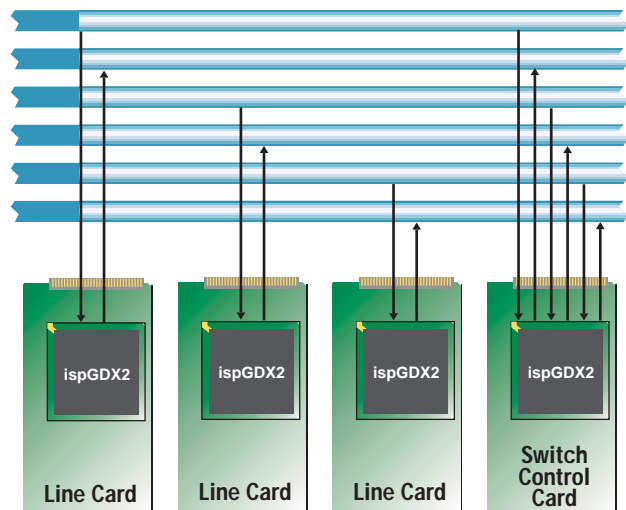 ispGDX2
ispGDX2
ispGDX2
ispGDX2
Line Card
Line Card
Line Card
Switch
Control
Card